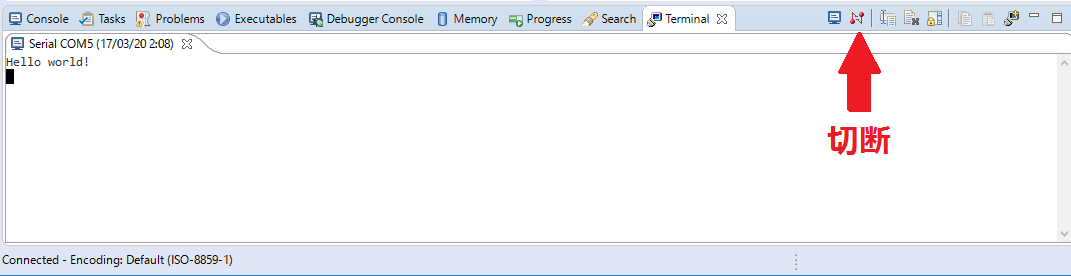 Console Tasks Problems Executables Debugger Console Memory Progress Search Terminal
Serial COM5 (17/03/20 2:08)
Hello world!
切断
Connected - Encoding: Default (ISO-8859-1)